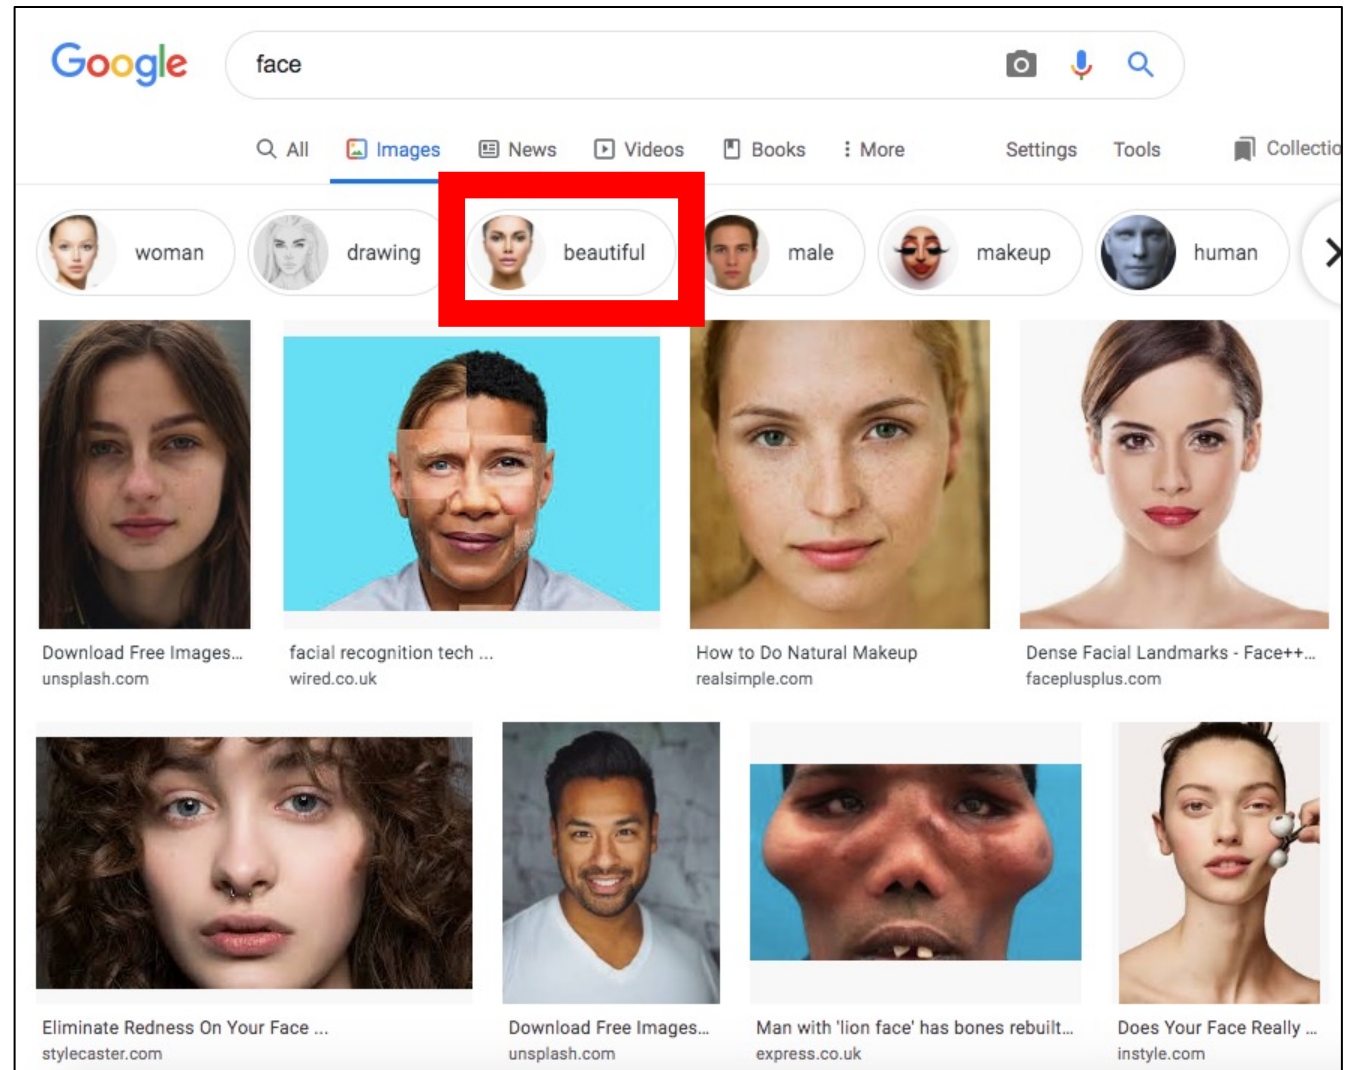 Google face
All Images News Videos Books More Settings Tools Collectio
woman drawing beautiful male makeup human
Download Free Images...
unsplash.com
facial recognition tech ...
wired.co.uk
How to Do Natural Makeup
realsimple.com
Dense Facial Landmarks - Face++...
faceplusplus.com
Eliminate Redness On Your Face ...
stylecaster.com
Download Free Images...
unsplash.com
Man with 'lion face' has bones rebuilt...
express.co.uk
Does Your Face Really ...
instyle.com